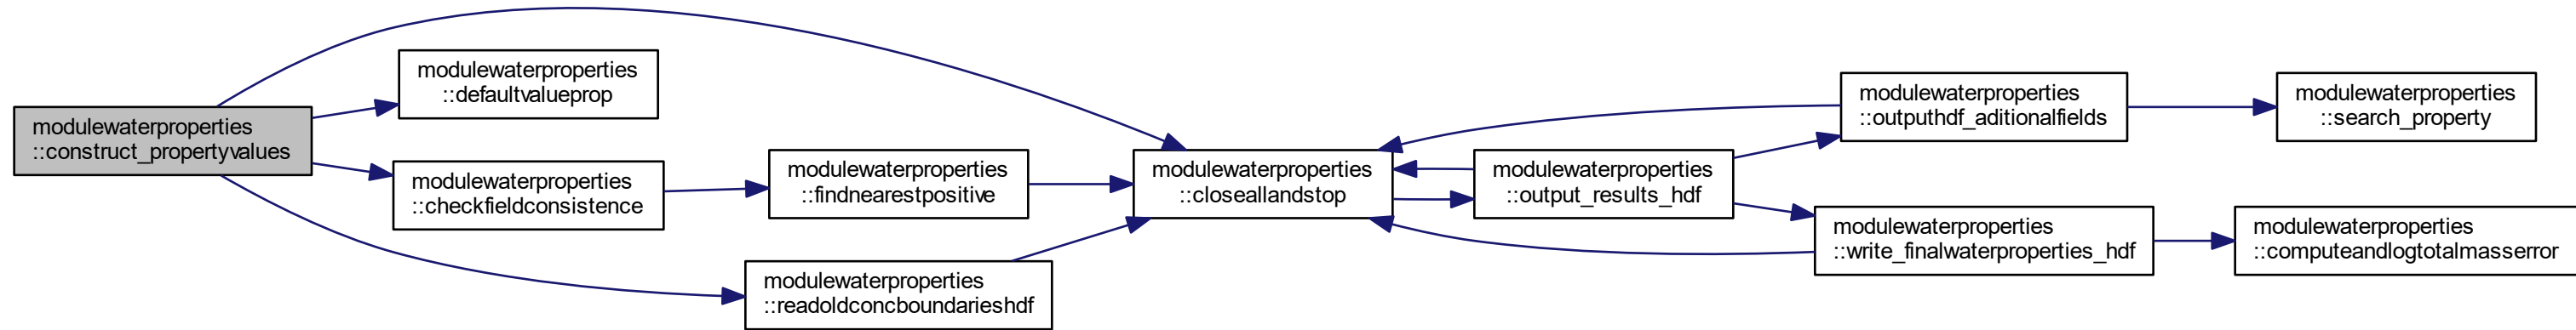 modulewaterproperties
::construct_propertyvalues
modulewaterproperties
::defaultvalueprop
modulewaterproperties
::checkfieldconsistence
modulewaterproperties
::findnearestpositive
modulewaterproperties
::readoldconcboundarieshdf
modulewaterproperties
::closeallandstop
modulewaterproperties
::output_results_hdf
modulewaterproperties
::outputhdf_aditionalfields
modulewaterproperties
::write_finalwaterproperties_hdf
modulewaterproperties
::search_property
modulewaterproperties
::computeandlogtotalmasserror